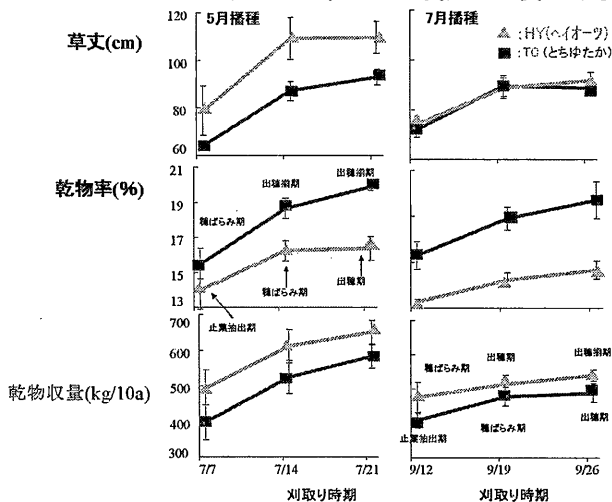 5月播種
7月播種
草丈(cm)
120
100
80
60
:HY(ヘイオーツ)
:TC(とちゆたか)
乾物率(%)
21
19
17
15
13
穂ばらみ期
出穂揃期
出穂揃期
止葉抽出期
穂ばらみ期
出穂期
乾物収量(kg/10a)
700
600
500
400
300
穂ばらみ期
出穂期
出穂揃期
止葉抽出期
穂ばらみ期
出穂期
7/7
7/14
7/21
9/12
9/19
9/26
刈取り時期
刈取り時期